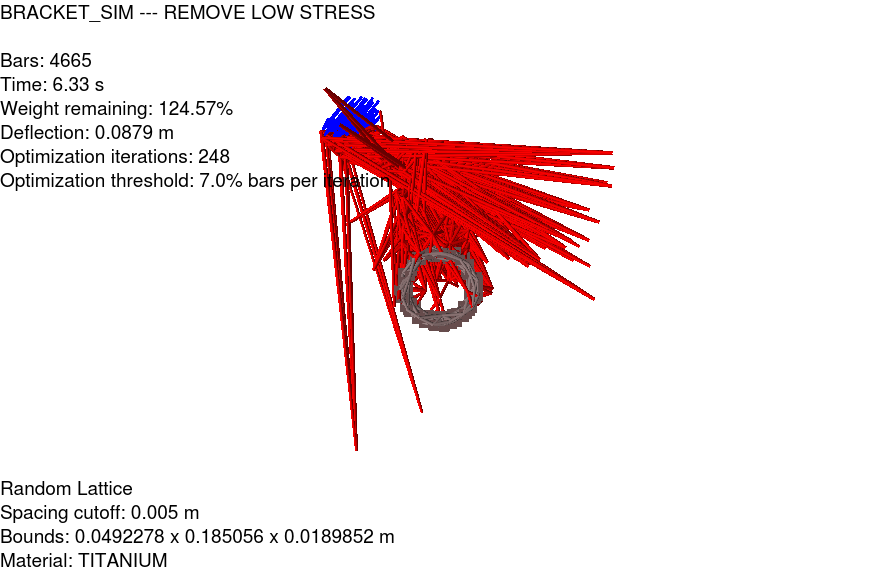 BRACKET_SIM --- REMOVE LOW STRESS
Bars: 4665
Time: 6.33 s
Weight remaining: 124.57%
Deflection: 0.0879 m
Optimization iterations: 248
Optimization threshold: 7.0% bars per iteration
Random Lattice
Spacing cutoff: 0.005 m
Bounds: 0.0492278 x 0.185056 x 0.0189852 m
Material: TITANIUM